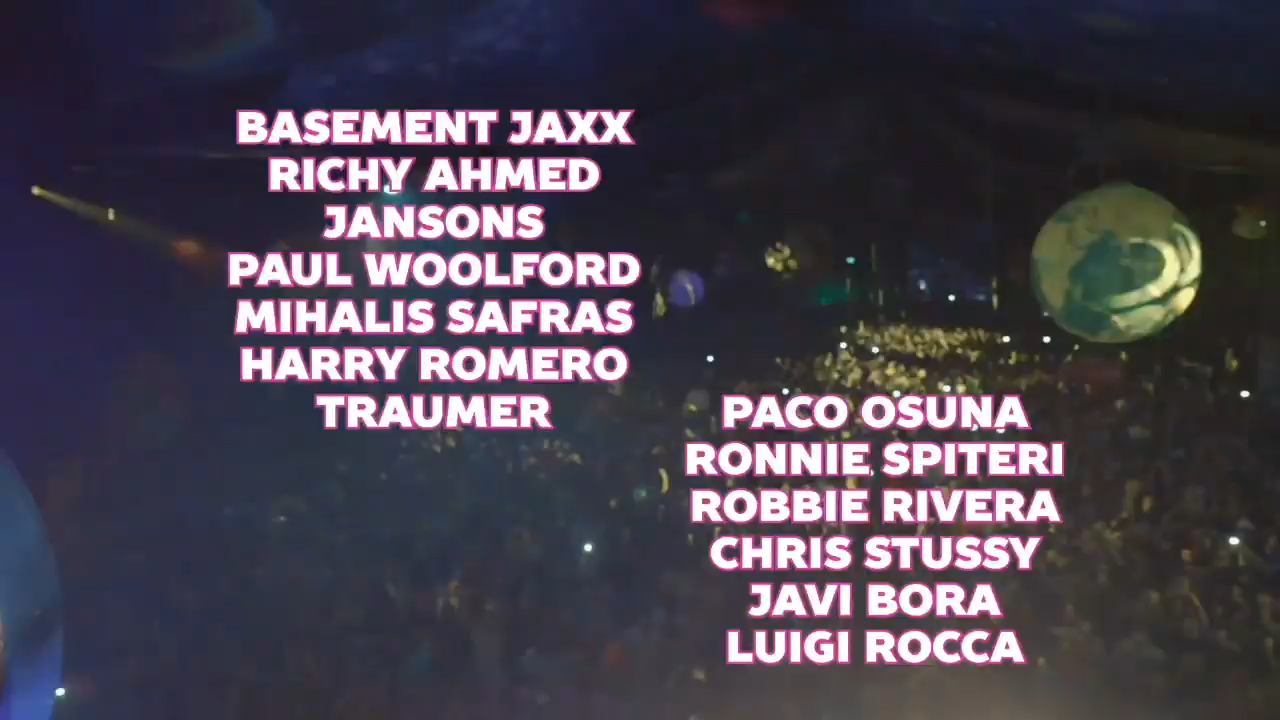 BASEMENT JAXX
RICHY AHMED
JANSONS
PAUL WOOLFORD
MIHALIS SAFRAS
HARRY ROMERO
TRAUMER
PACO OSUNA
RONNIE SPITERI
ROBBIE RIVERA
CHRIS STUSSY
JAVI BORA
LUIGI ROCCA